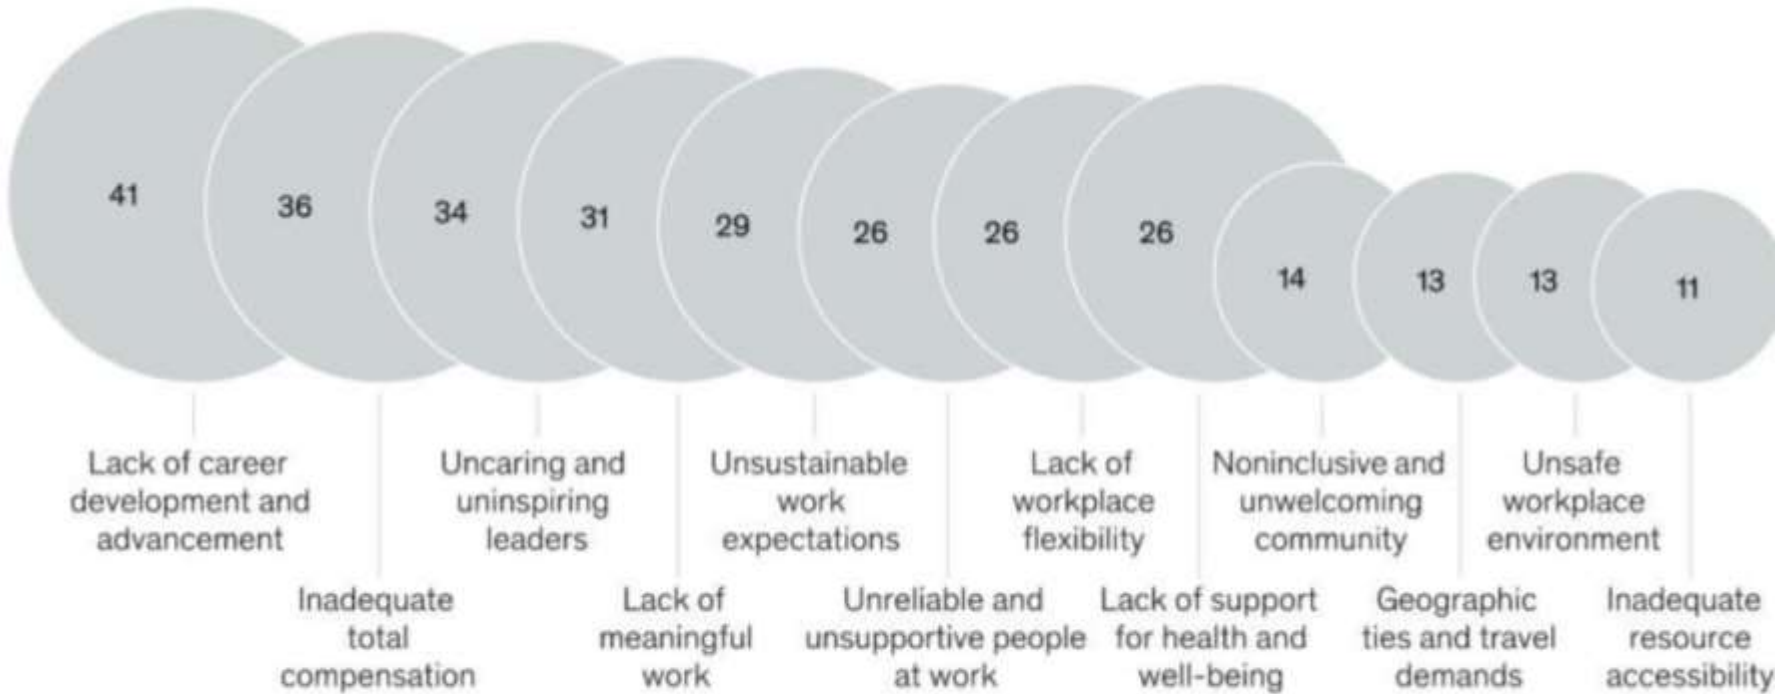 41
36
34
31
29
26
26
26
14
13
13
11
Lack of career
development and
advancement
Inadequate
total
compensation
Uncaring and
uninspiring
leaders
Lack of
meaningful
work
Unsustainable
work
expectations
Unreliable and
unsupportive people
at work
Lack of
workplace
flexibility
Lack of support
for health and
well-being
Noninclusive and
unwelcoming
community
Geographic
ties and travel
demands
Unsafe
workplace
environment
Inadequate
resource
accessibility